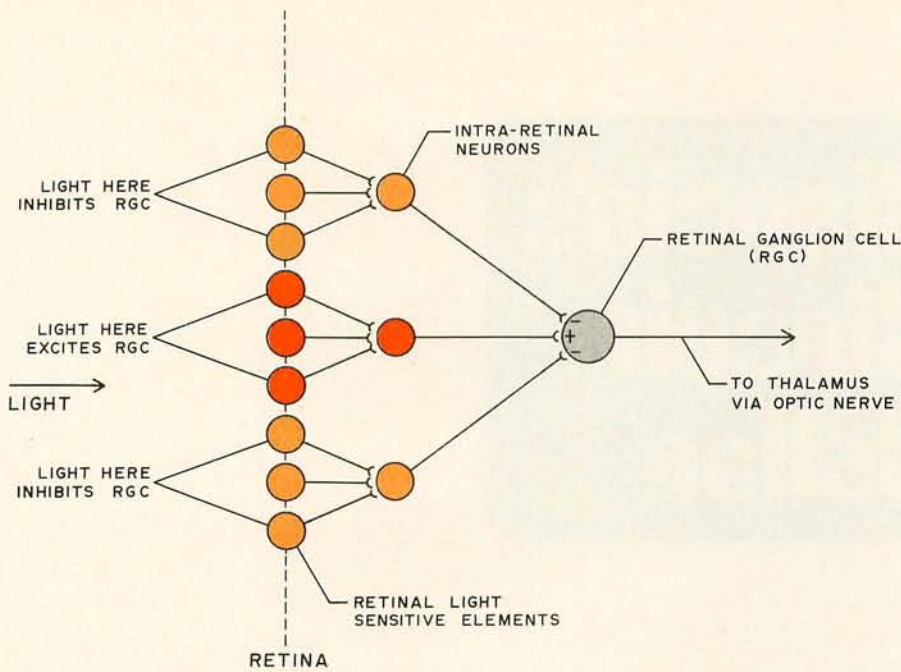 INTRA-RETINAL
NEURONS
LIGHT HERE
INHIBITS RGC
RETINAL GANGLION CELL
(RGC)
−
+
−
LIGHT HERE
EXCITES RGC
LIGHT
TO THALAMUS
VIA OPTIC NERVE
LIGHT HERE
INHIBITS RGC
RETINAL LIGHT
SENSITIVE ELEMENTS
RETINA